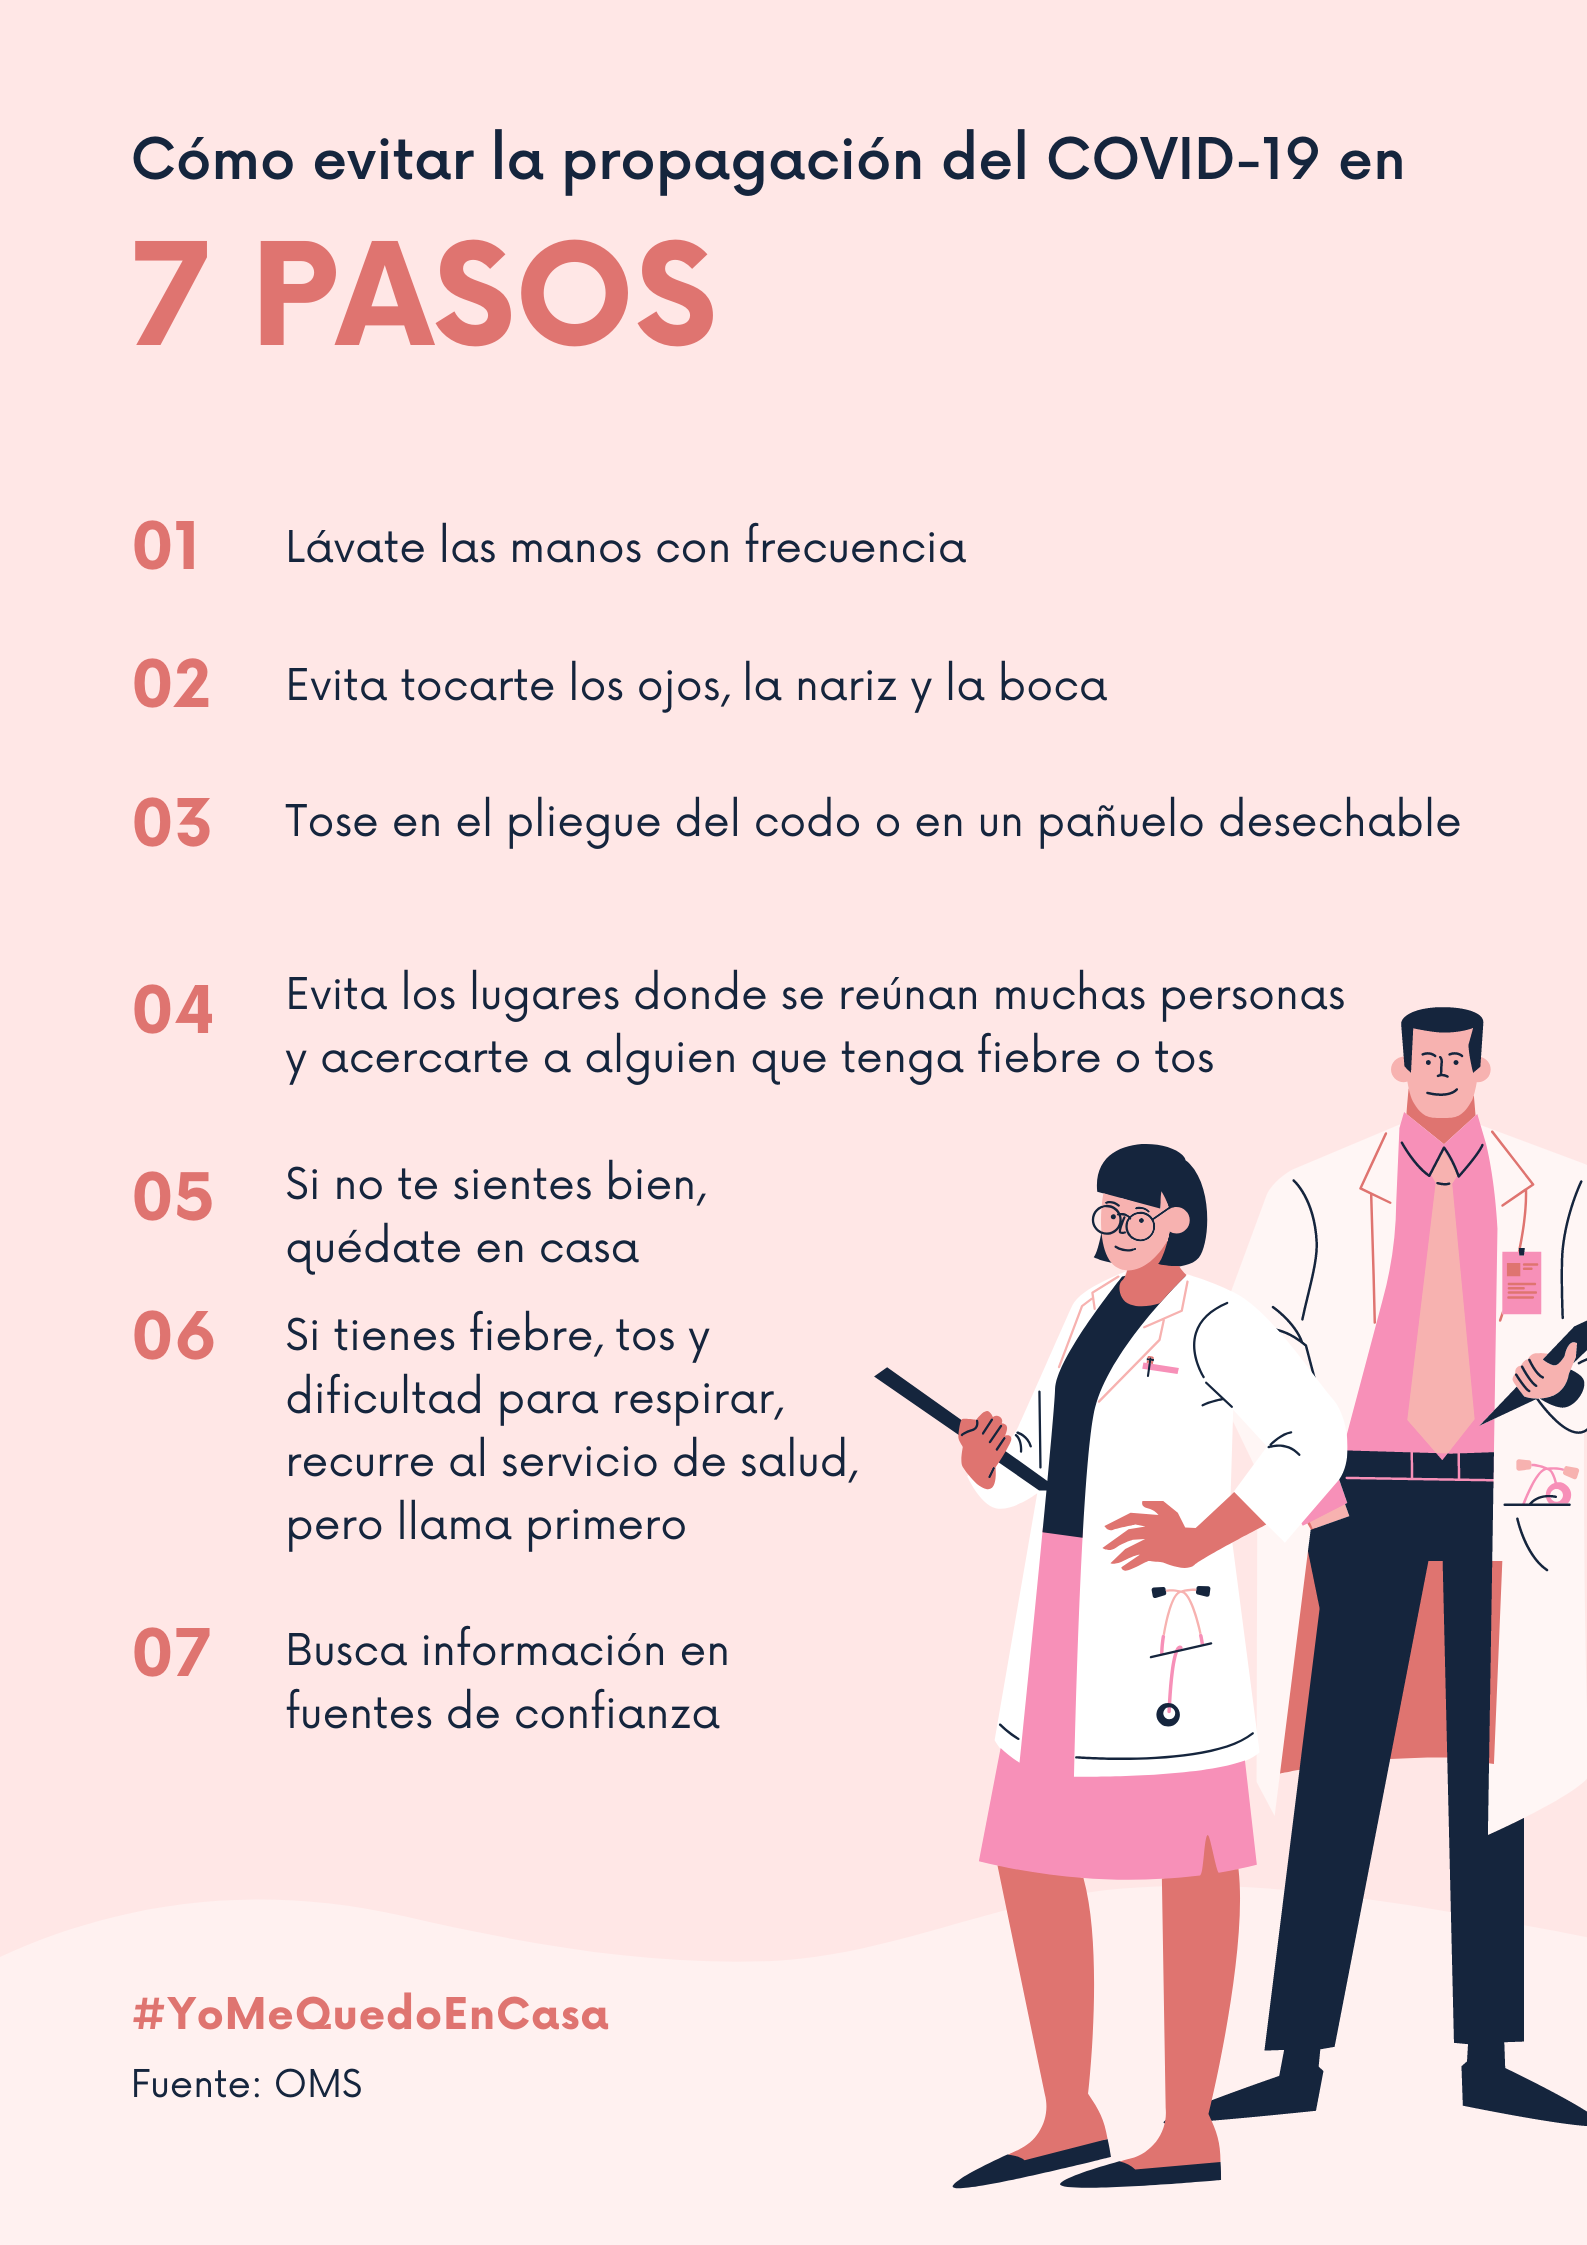 Cómo evitar la propagación del COVID-19 en
7 PASOS
01 Lávate las manos con frecuencia
02 Evita tocarte los ojos, la nariz y la boca
03 Tose en el pliegue del codo o en un pañuelo desechable
04 Evita los lugares donde se reúnan muchas personas
y acercarte a alguien que tenga fiebre o tos
05 Si no te sientes bien,
quédate en casa
06 Si tienes fiebre, tos y
dificultad para respirar,
recurre al servicio de salud,
pero llama primero
07 Busca información en
fuentes de confianza
#YoMeQuedoEnCasa
Fuente: OMS